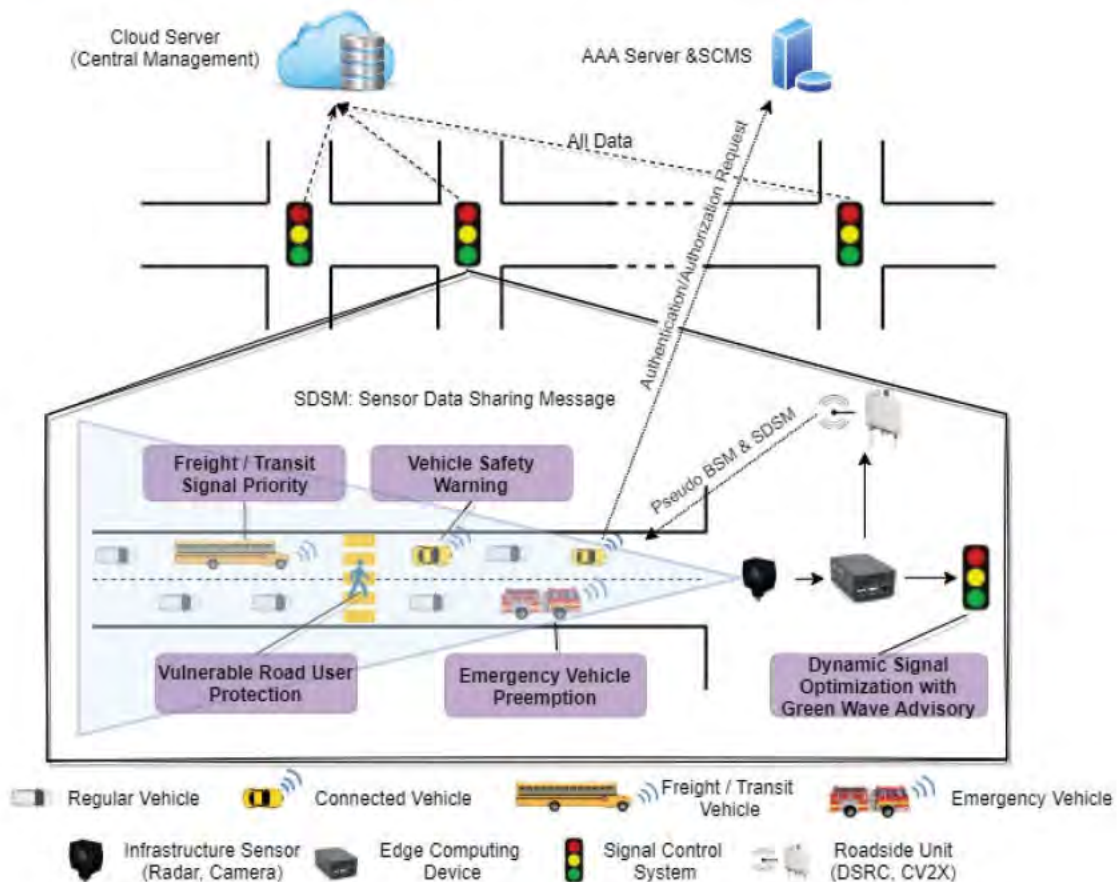 Cloud Server
(Central Management)
AAA Server &SCMS
All Data
Authentication/Authorization Request
SDSM: Sensor Data Sharing Message
Pseudo BSM & SDSM
Freight / Transit
Signal Priority
Vehicle Safety
Warning
Vulnerable Road User
Protection
Emergency Vehicle
Preemption
Dynamic Signal
Optimization with
Green Wave Advisory
Regular Vehicle
Connected Vehicle
Freight / Transit
Vehicle
Emergency Vehicle
Infrastructure Sensor
(Radar, Camera)
Edge Computing
Device
Signal Control
System
Roadside Unit
(DSRC, CV2X)